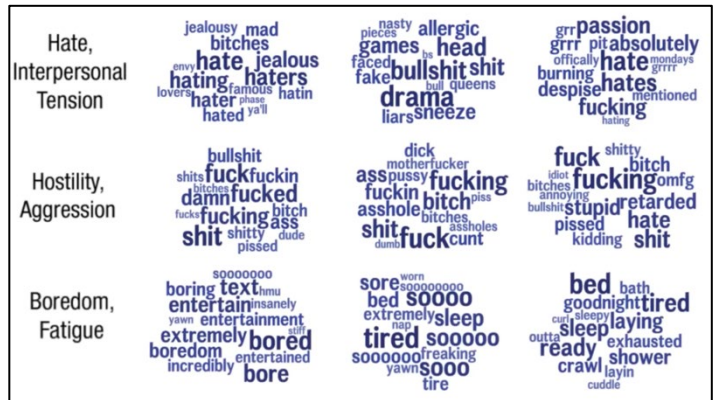 Hate,
Interpersonal
Tension
jealousy mad
bitches
hate jealous
envy
hating haters
lovers famous hatin
hater phase
hated ya'll
nasty allergic
pieces
games head
bs
faced
fake bullshit shit
bull queens
drama
liars sneeze
grr passion
grrr pit absolutely
offically hate mondays
grrrr
burning
despise hates
mentioned
fucking
hating
Hostility,
Aggression
bullshit
shits fuck fuckin
bitches
damn fucked
fucks fucking bitch
ass
shit shitty dude
pissed
dick
motherfucker
ass pussy fucking
fuckin bitch piss
asshole bitches
shit assholes
dumb fuck cunt
fuck shitty
bitch
idiot fucking omfg
bitches
annoying
bullshit stupid retarded
pissed hate
kidding shit
Boredom,
Fatigue
soooooooo
boring text hmu
entertain insanely
yawn entertainment
stiff
extremely bored
boredom entertained
incredibly bore
sore worn
sooooooooo
bed soooo
extremely sleep
nap
tired sooooo
soooooo freaking
yawn sooo
tire
bed bath
goodnight tired
curl sleepy
sleep laying
outta
ready exhausted
shower
crawl layin
cuddle